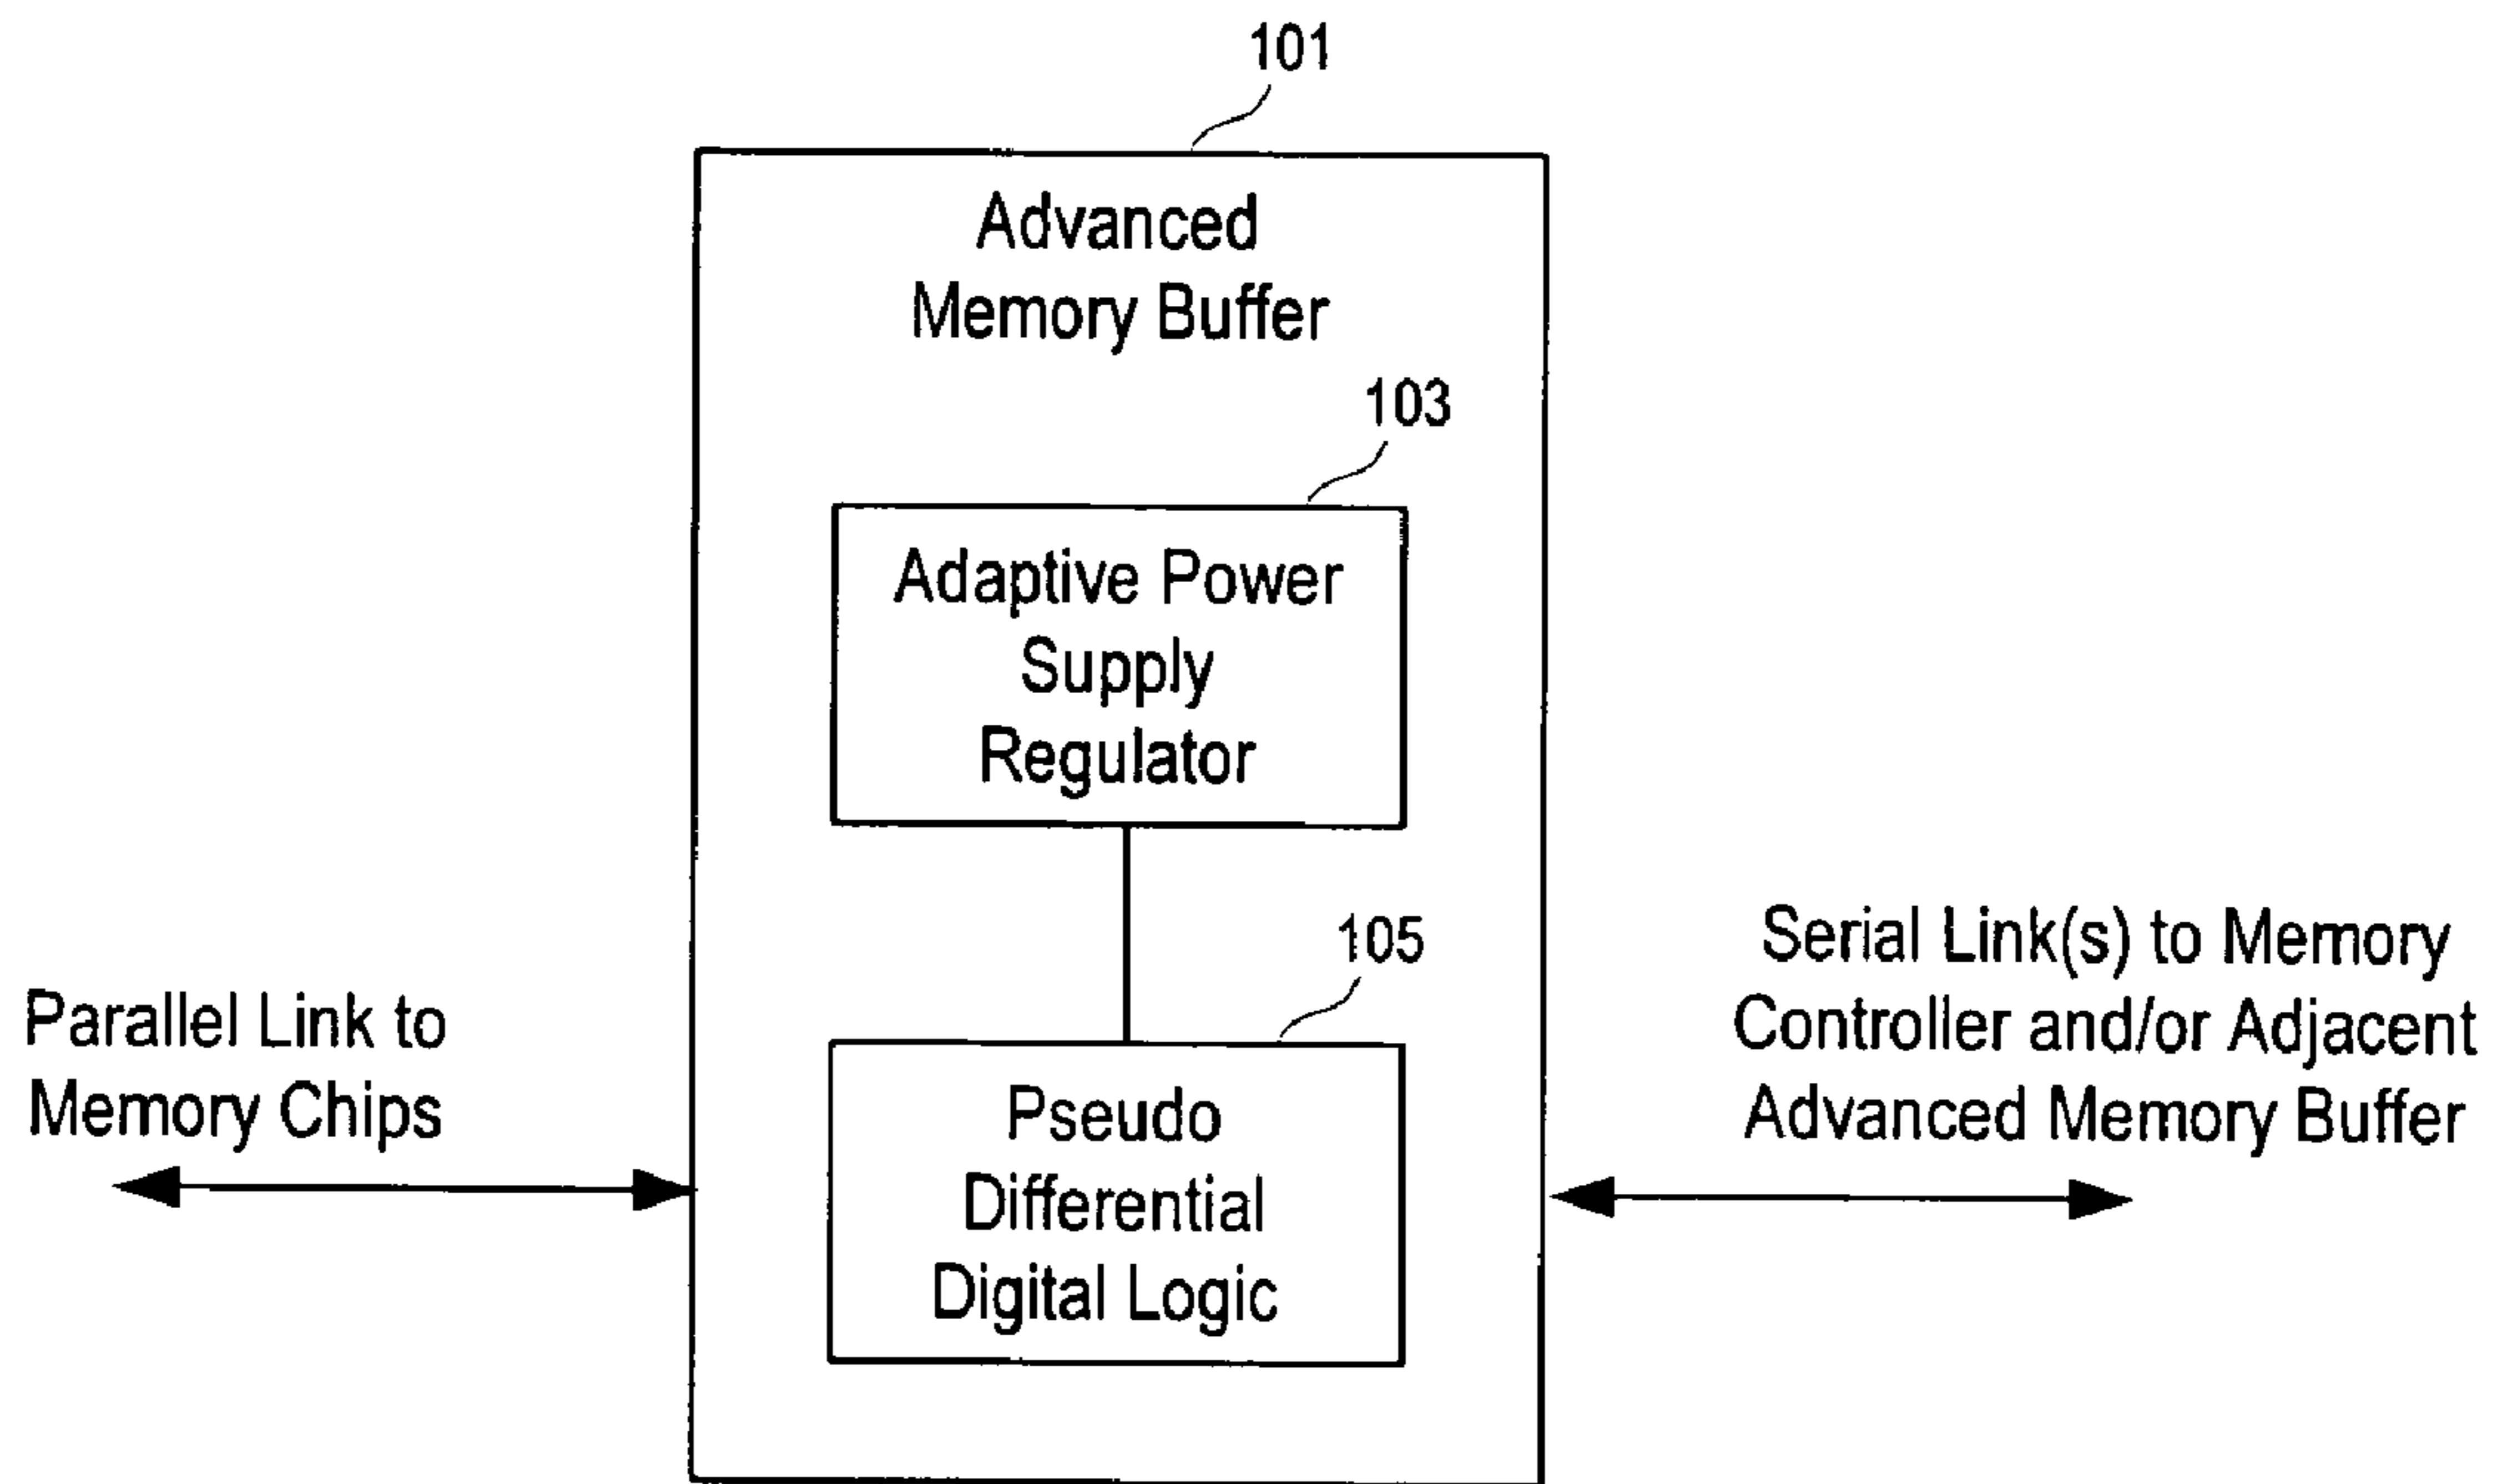 101
Advanced
Memory Buffer
103
Adaptive Power
Supply
Regulator
105
Pseudo
Differential
Digital Logic
Parallel Link to
Memory Chips
Serial Link(s) to Memory
Controller and/or Adjacent
Advanced Memory Buffer